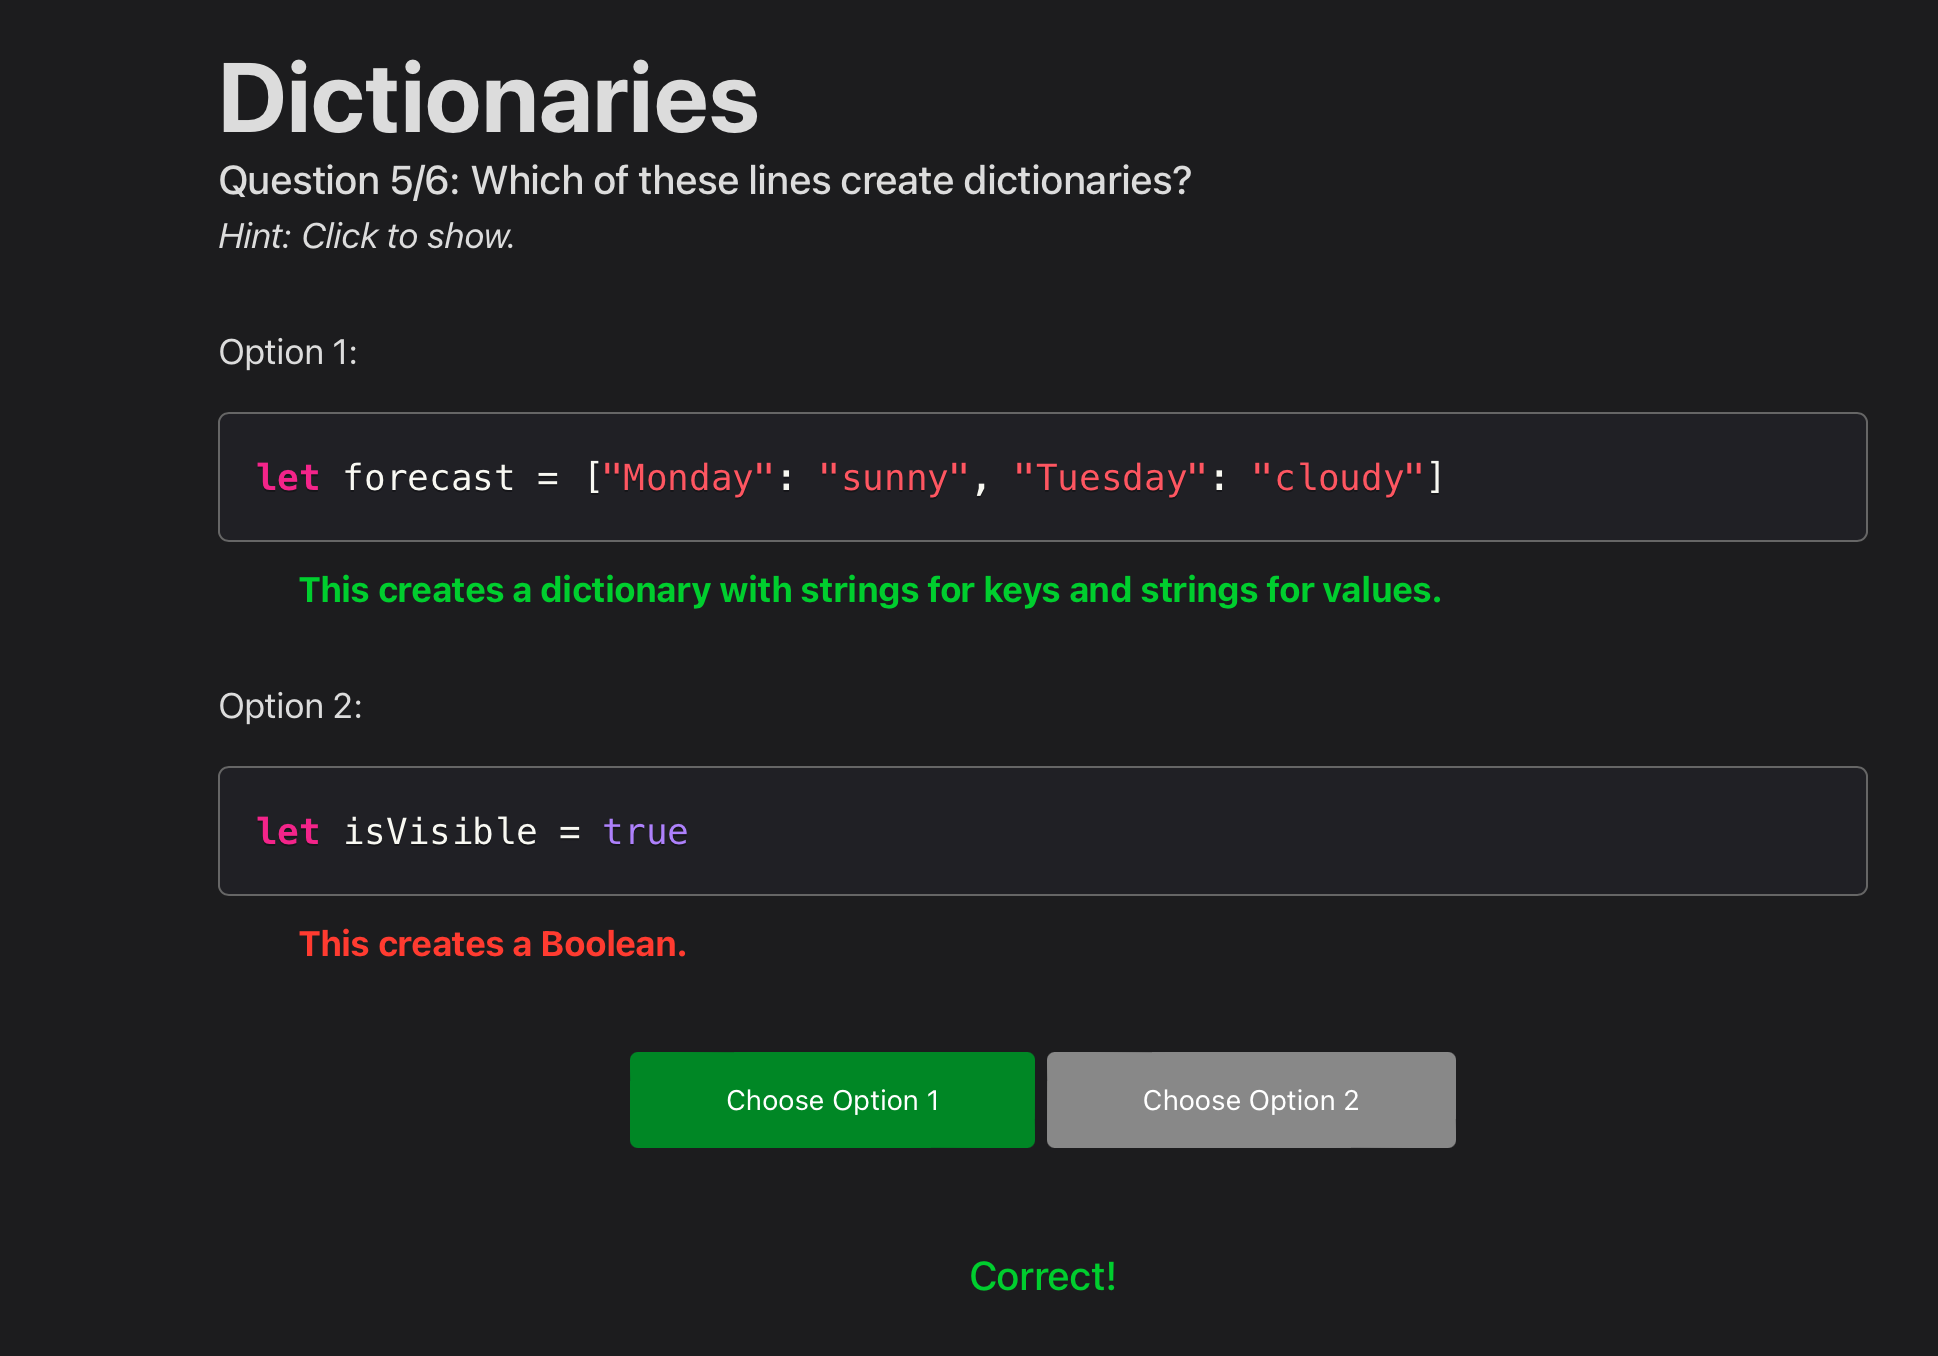 Dictionaries
Question 5/6: Which of these lines create dictionaries?
Hint: Click to show.
Option 1:
let forecast = ["Monday": "sunny", "Tuesday": "cloudy"]
This creates a dictionary with strings for keys and strings for values.
Option 2:
let isVisible = true
This creates a Boolean.
Choose Option 1
Choose Option 2
Correct!